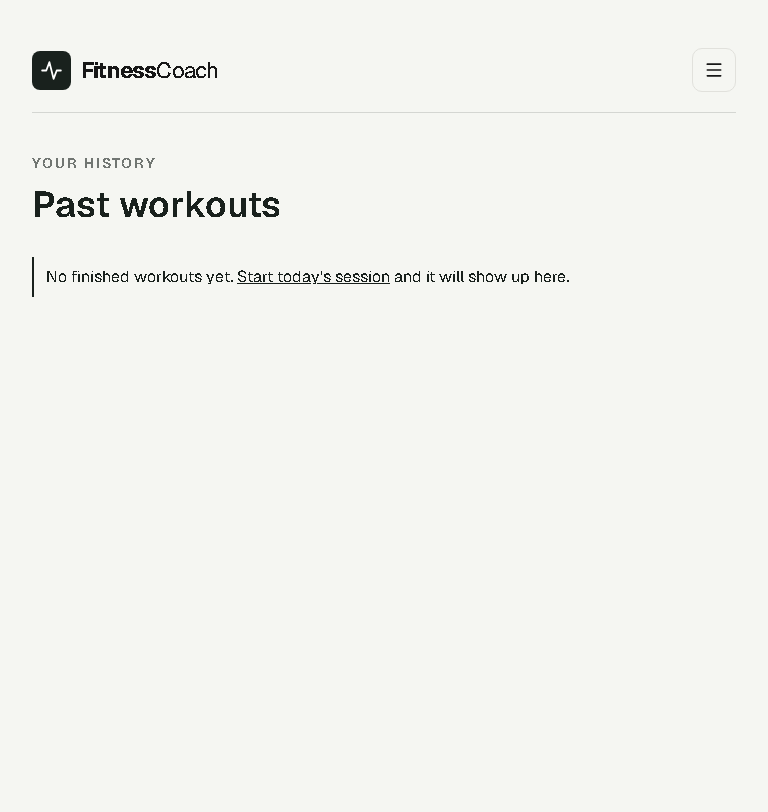 FitnessCoach
YOUR HISTORY
Past workouts
No finished workouts yet. Start today's session and it will show up here.